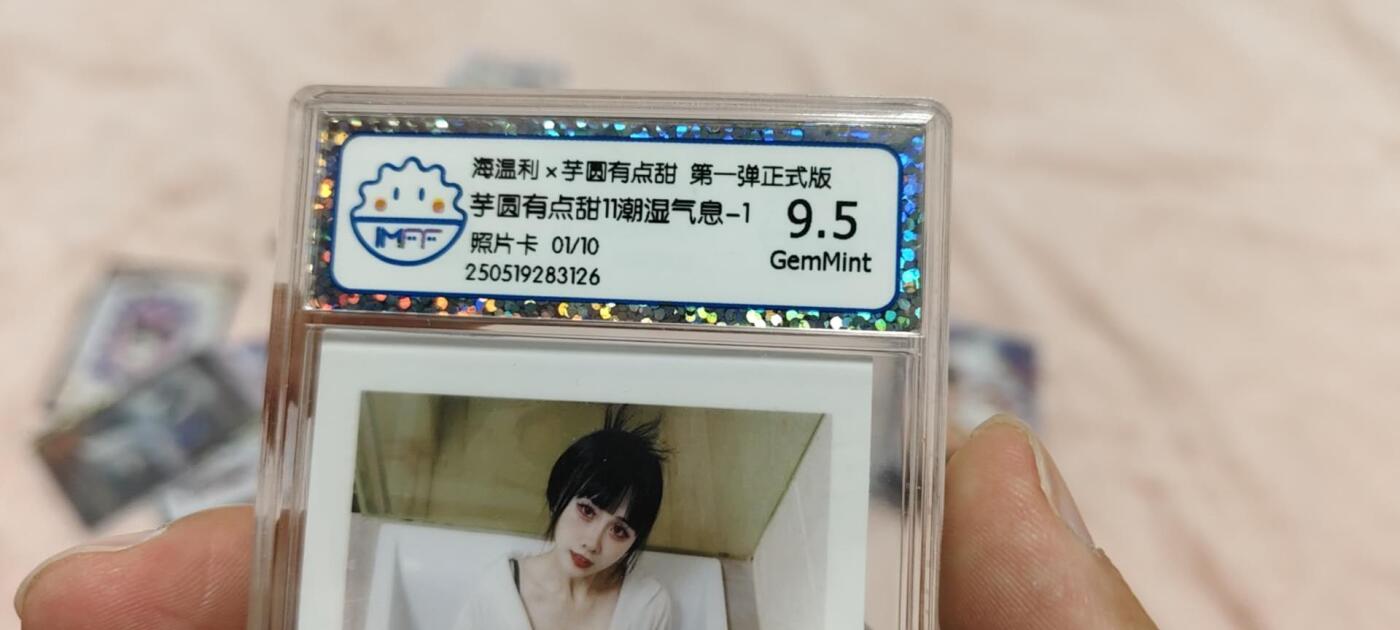 海温利×芋圆有点甜 第一弹正式版
芋圆有点甜11潮湿气息-1
照片卡 01/10
250519283126
9.5
GemMint